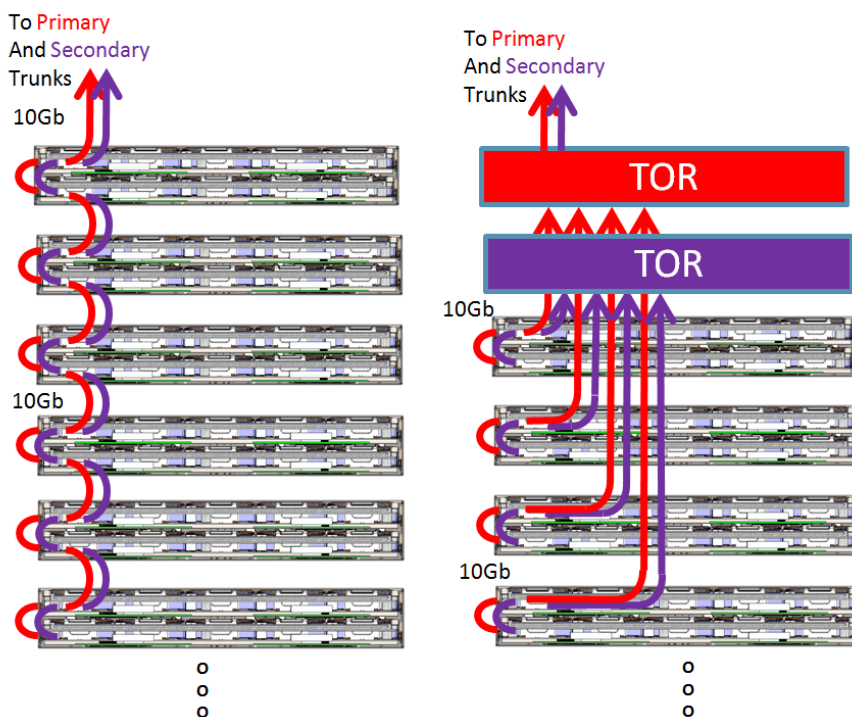 To Primary
And Secondary
Trunks
10Gb
10Gb
o
o
o
To Primary
And Secondary
Trunks
TOR
TOR
10Gb
10Gb
o
o
o